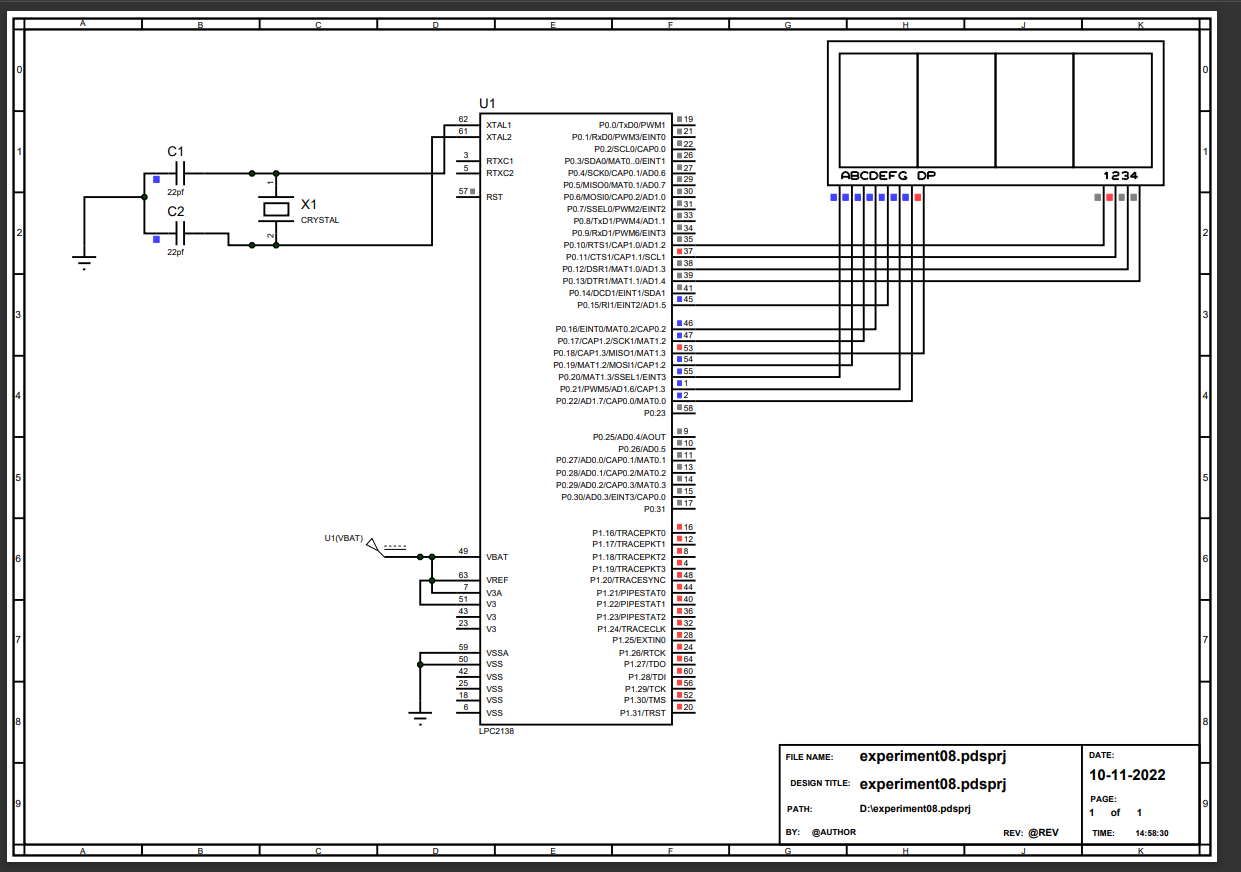 A B C D E F G H J K
0 0
U1
62 XTAL1 P0.0/TxD0/PWM1 19
61 XTAL2 P0.1/RxD0/PWM3/EINT0 21
P0.2/SCL0/CAP0.0 22
1 C1 3 RTXC1 P0.3/SDA0/MAT0..0/EINT1 26 1
5 RTXC2 P0.4/SCK0/CAP0.1/AD0.6 27 ABCDEFG DP 1234
1 P0.5/MISO0/MAT0.1/AD0.7 29
22pf 57 RST P0.6/MOSI0/CAP0.2/AD1.0 30
X1 P0.7/SSEL0/PWM2/EINT2 31
C2 CRYSTAL P0.8/TxD1/PWM4/AD1.1 33
2 2 P0.9/RxD1/PWM6/EINT3 34 2
22pf P0.10/RTS1/CAP1.0/AD1.2 35
P0.11/CTS1/CAP1.1/SCL1 37
P0.12/DSR1/MAT1.0/AD1.3 38
P0.13/DTR1/MAT1.1/AD1.4 39
P0.14/DCD1/EINT1/SDA1 41
P0.15/RI1/EINT2/AD1.5 45
3 3
P0.16/EINT0/MAT0.2/CAP0.2 46
P0.17/CAP1.2/SCK1/MAT1.2 47
P0.18/CAP1.3/MISO1/MAT1.3 53
P0.19/MAT1.2/MOSI1/CAP1.2 54
P0.20/MAT1.3/SSEL1/EINT3 55
P0.21/PWM5/AD1.6/CAP1.3 1
4 P0.22/AD1.7/CAP0.0/MAT0.0 2 4
P0.23 58
P0.25/AD0.4/AOUT 9
P0.26/AD0.5 10
P0.27/AD0.0/CAP0.1/MAT0.1 11
5 P0.28/AD0.1/CAP0.2/MAT0.2 13 5
P0.29/AD0.2/CAP0.3/MAT0.3 14
P0.30/AD0.3/EINT3/CAP0.0 15
P0.31 17
P1.16/TRACEPKT0 16
U1(VBAT) P1.17/TRACEPKT1 12
6 49 VBAT P1.18/TRACEPKT2 8 6
P1.19/TRACEPKT3 4
63 VREF P1.20/TRACESYNC 48
7 V3A P1.21/PIPESTAT0 44
51 V3 P1.22/PIPESTAT1 40
43 V3 P1.23/PIPESTAT2 36
23 V3 P1.24/TRACECLK 32
7 P1.25/EXTIN0 28 7
59 VSSA P1.26/RTCK 24
50 VSS P1.27/TDO 64
42 VSS P1.28/TDI 60
25 VSS P1.29/TCK 56
18 VSS P1.30/TMS 52
6 VSS P1.31/TRST 20
8 8
LPC2138
FILE NAME: experiment08.pdsprj DATE:
10-11-2022
DESIGN TITLE: experiment08.pdsprj
PAGE:
9 PATH: D:\experiment08.pdsprj 1 of 1 9
BY: @AUTHOR REV: @REV TIME: 14:58:30
A B C D E F G H J K